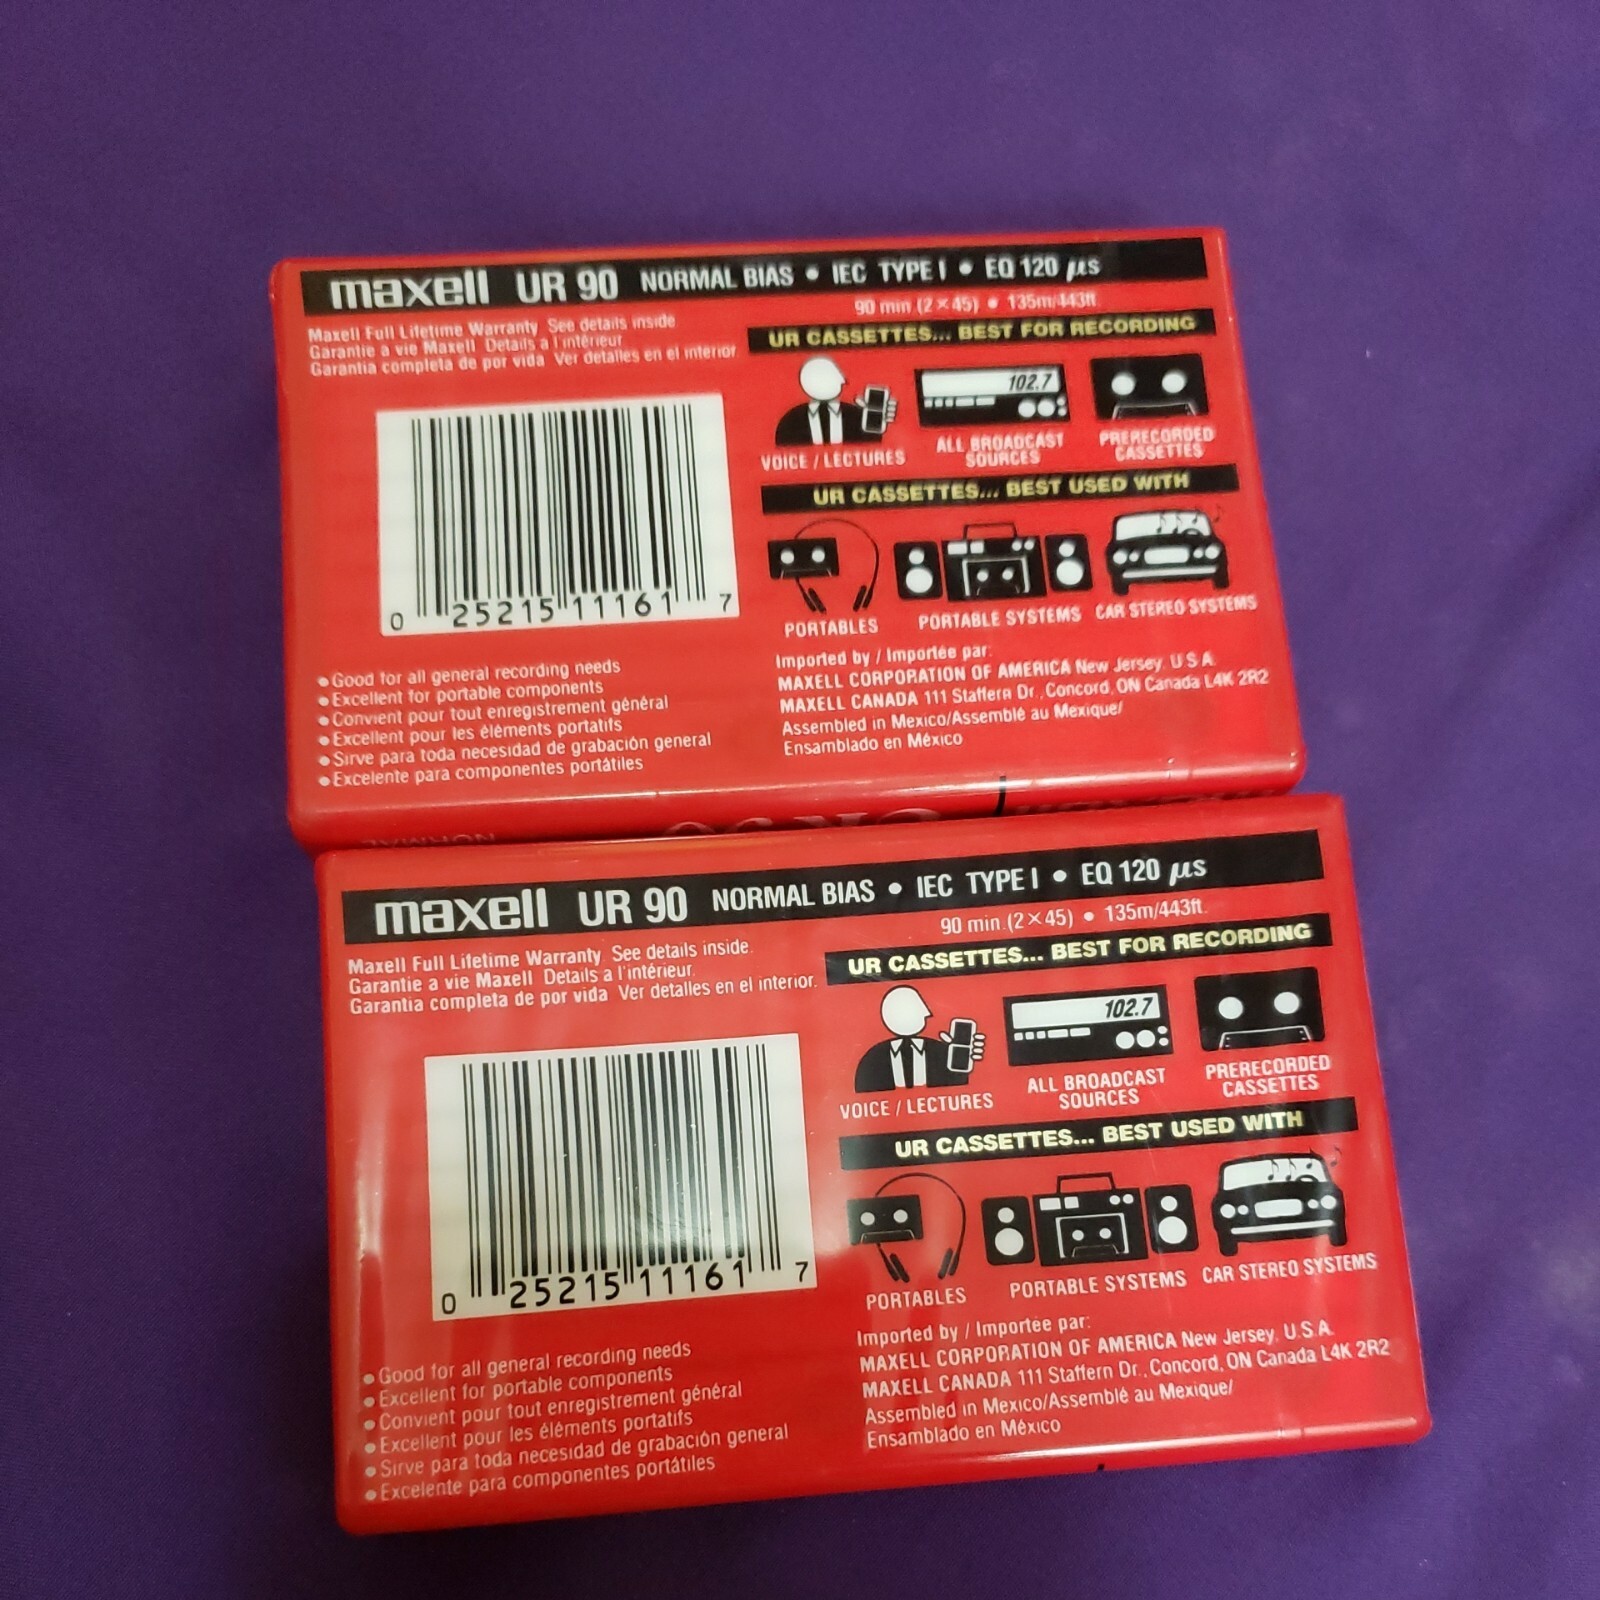 maxell UR 90 NORMAL BIAS • IEC TYPE I • EQ 120 µs
90 min (2×45) • 135m/443ft.
Maxell Full Lifetime Warranty See details inside
Garantie a vie Maxell Details a l'intérieur
Garantia completa de por vida Ver detalles en el interior
UR CASSETTES... BEST FOR RECORDING
102.7
VOICE / LECTURES
ALL BROADCAST
SOURCES
PRERECORDED
CASSETTES
UR CASSETTES... BEST USED WITH
PORTABLES
PORTABLE SYSTEMS
CAR STEREO SYSTEMS
0 25215 11161 7
• Good for all general recording needs
• Excellent for portable components
• Convient pour tout enregistrement général
• Excellent pour les éléments portatifs
• Sirve para toda necesidad de grabación general
• Excelente para componentes portátiles
Imported by / Importée par:
MAXELL CORPORATION OF AMERICA New Jersey, U.S.A.
MAXELL CANADA 111 Staffern Dr., Concord, ON Canada L4K 2R2
Assembled in Mexico/Assemblé au Mexique/
Ensamblado en México
NORMAL
maxell UR 90 NORMAL BIAS • IEC TYPE I • EQ 120 µs
90 min.(2×45) • 135m/443ft.
Maxell Full Lifetime Warranty See details inside.
Garantie a vie Maxell Details a l'intérieur.
Garantia completa de por vida Ver detalles en el interior.
UR CASSETTES... BEST FOR RECORDING
102.7
VOICE / LECTURES
ALL BROADCAST
SOURCES
PRERECORDED
CASSETTES
UR CASSETTES... BEST USED WITH
PORTABLES
PORTABLE SYSTEMS
CAR STEREO SYSTEMS
0 25215 11161 7
• Good for all general recording needs
• Excellent for portable components
• Convient pour tout enregistrement général
• Excellent pour les éléments portatifs
• Sirve para toda necesidad de grabación general
• Excelente para componentes portátiles
Imported by / Importée par:
MAXELL CORPORATION OF AMERICA New Jersey, U.S.A.
MAXELL CANADA 111 Staffern Dr., Concord, ON Canada L4K 2R2
Assembled in Mexico/Assemblé au Mexique/
Ensamblado en México